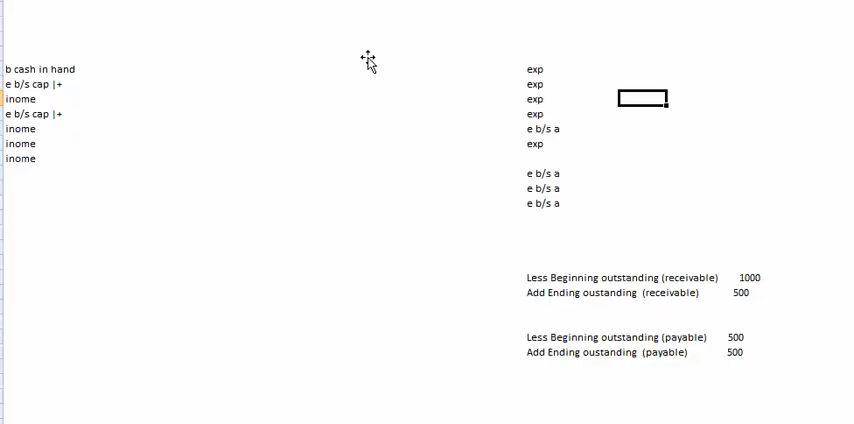 b cash in hand
exp
e b/s cap |+
exp
inome
exp
e b/s cap |+
exp
inome
e b/s a
inome
exp
inome
e b/s a
e b/s a
e b/s a
Less Beginning outstanding (receivable) 1000
Add Ending oustanding (receivable) 500
Less Beginning outstanding (payable) 500
Add Ending oustanding (payable) 500